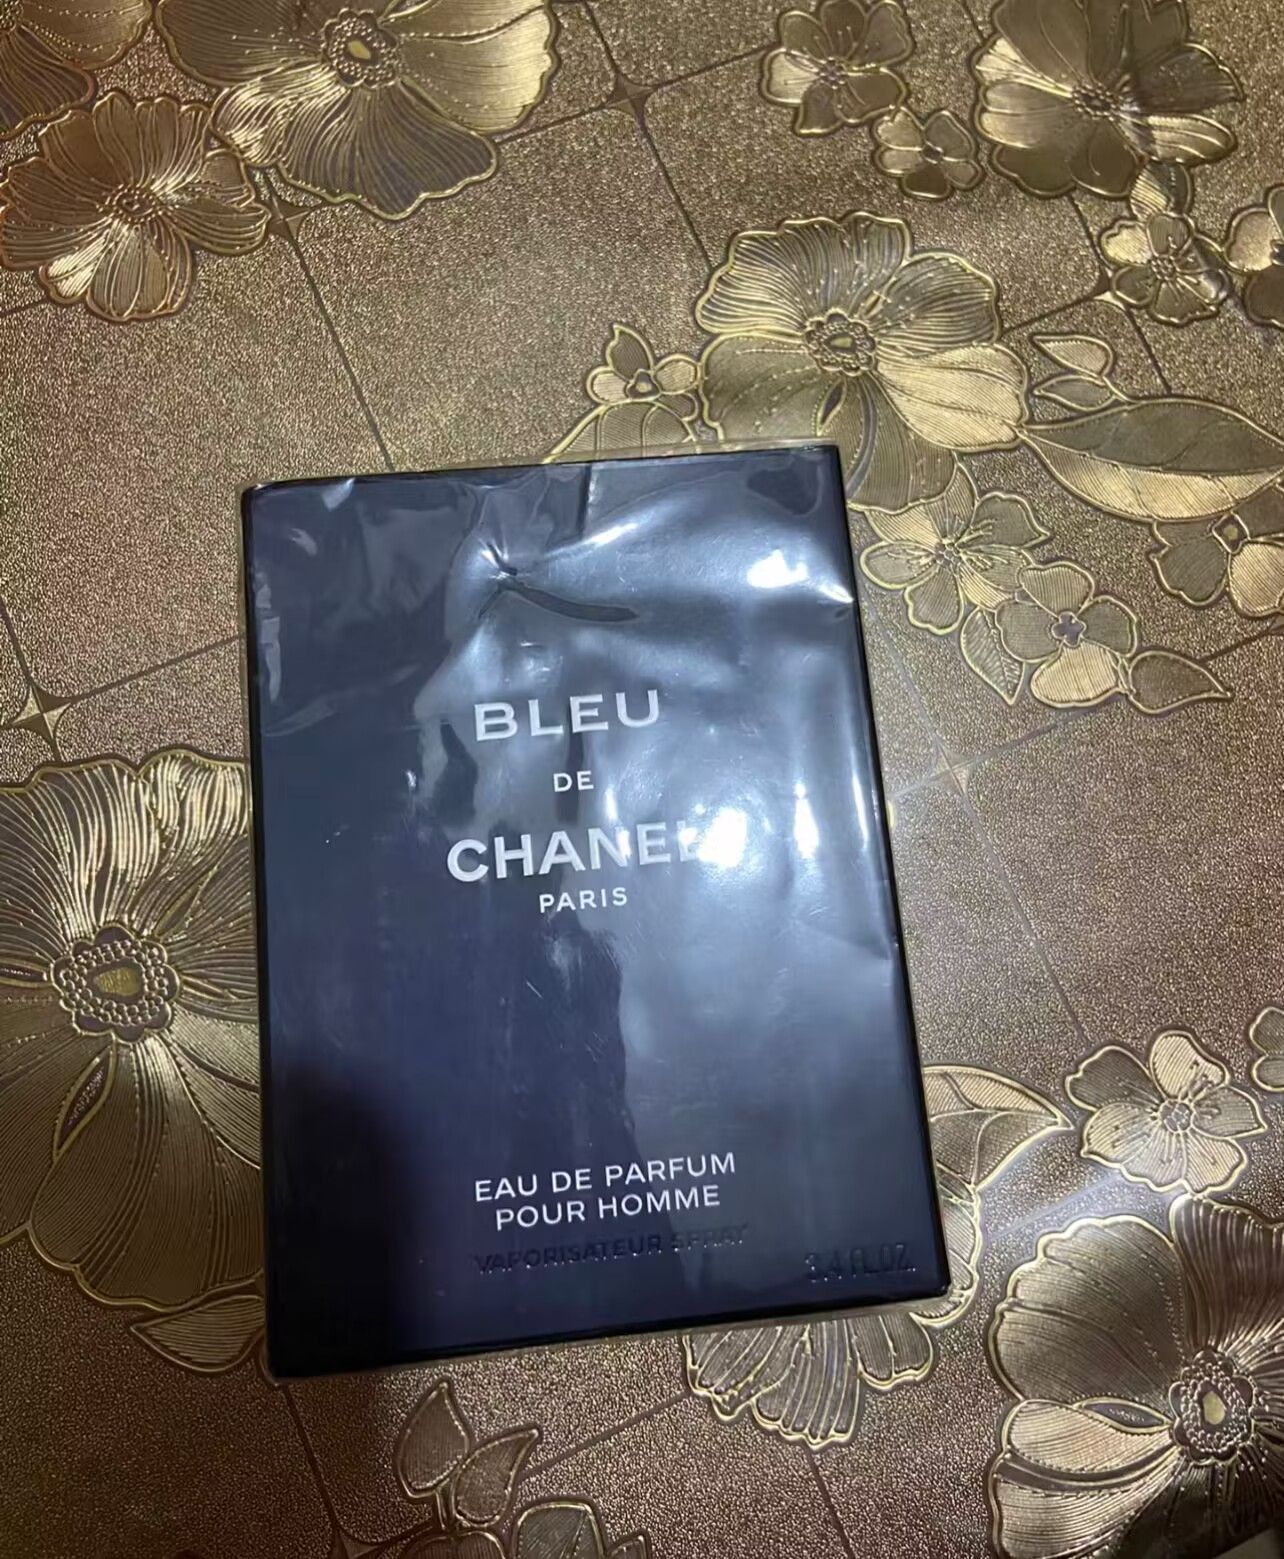 BLEU
DE
CHANEL
PARIS
EAU DE PARFUM
POUR HOMME
VAPORISATEUR SPRAY
3.4 FL.OZ.